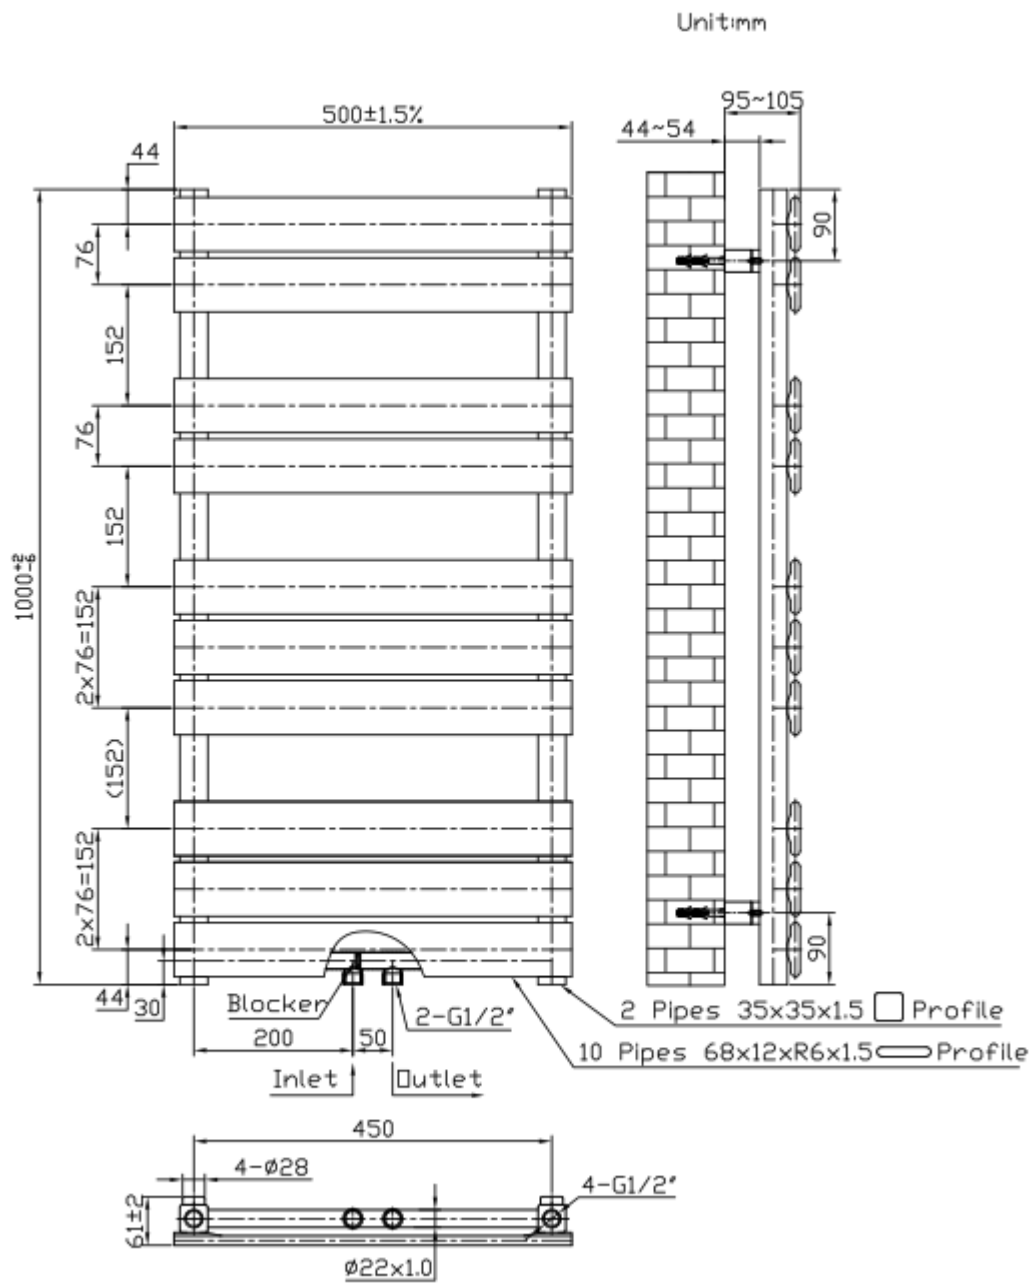 Unit:mm
95~105
500±1.5%
44~54
44
90
76
152
76
152
1000±2/6
2x76=152
(152)
2x76=152
90
44
30
Blocker
2-G1/2"
2 Pipes 35x35x1.5 Profile
200
50
10 Pipes 68x12xR6x1.5 Profile
Inlet
Outlet
450
4-Ø28
4-G1/2"
61±2
Ø22x1.0